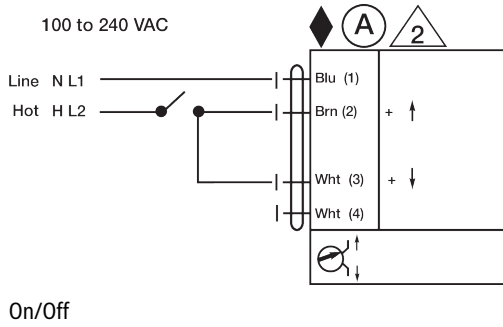 100 to 240 VAC
A
2
Line N L1
Blu (1)
Hot H L2
Brn (2)
+
Wht (3)
+
Wht (4)
On/Off